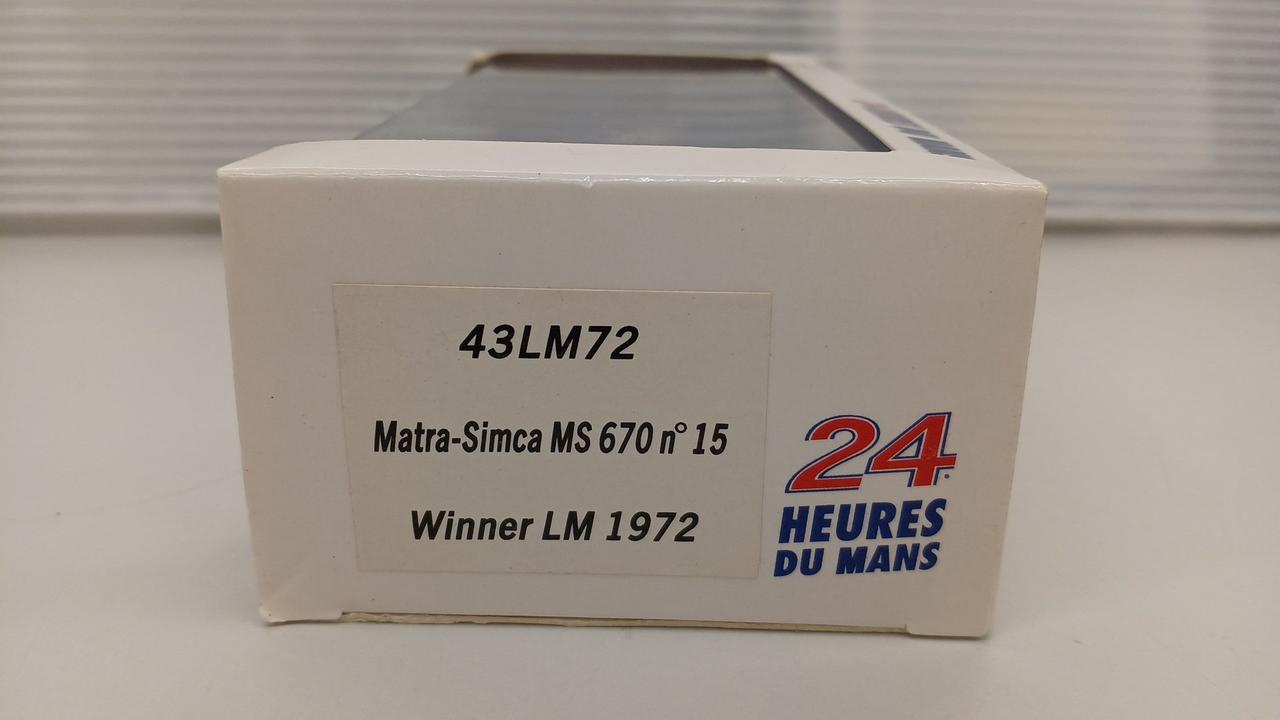 43LM72
Matra-Simca MS 670 n° 15
Winner LM 1972
24
HEURES
DU MANS